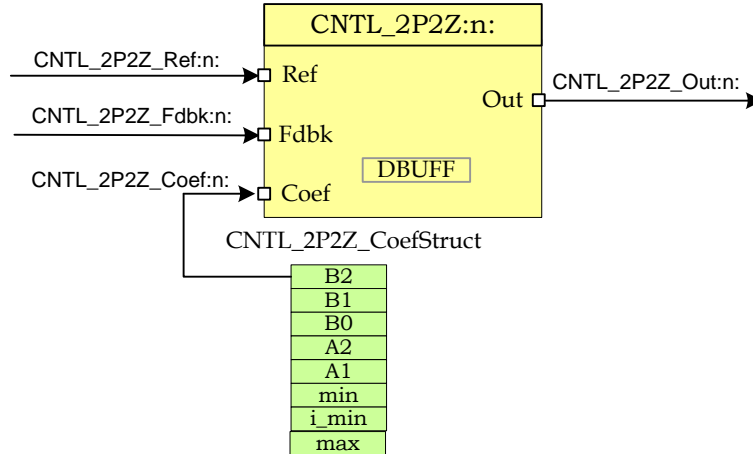 CNTL_2P2Z:n:
CNTL_2P2Z_Ref:n:
Ref
CNTL_2P2Z_Out:n:
Out
CNTL_2P2Z_Fdbk:n:
Fdbk
DBUFF
CNTL_2P2Z_Coef:n:
Coef
CNTL_2P2Z_CoefStruct
B2
B1
B0
A2
A1
min
i_min
max